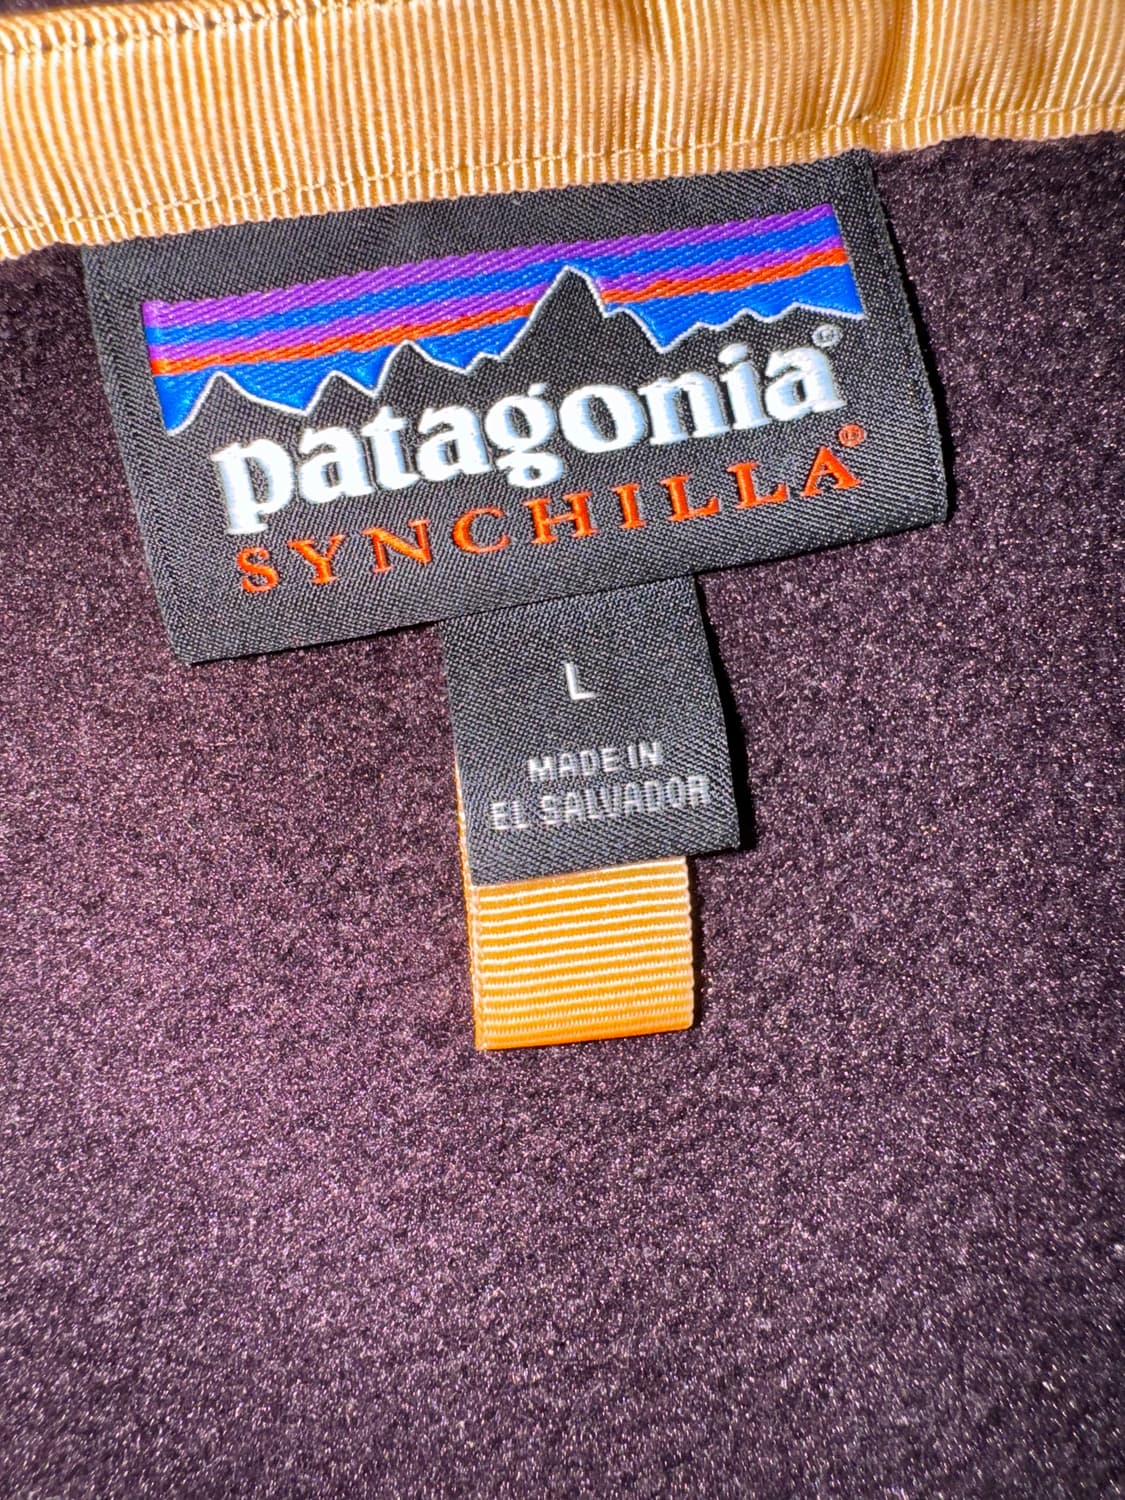 patagonia®
SYNCHILLA®
L
MADE IN
EL SALVADOR